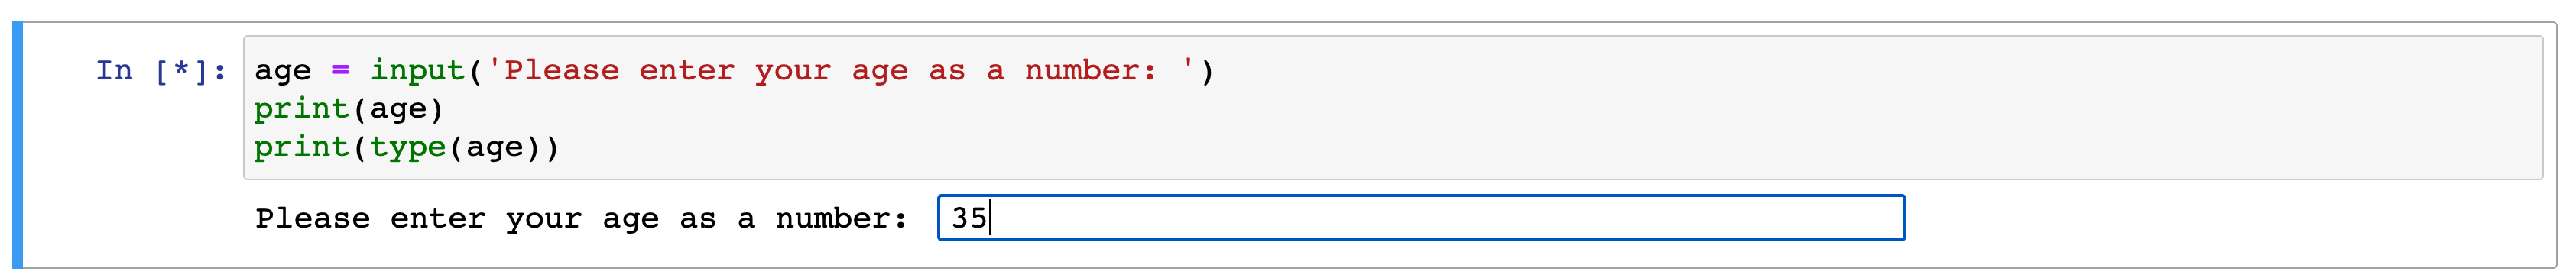 In [*]: age = input('Please enter your age as a number: ')
print(age)
print(type(age))
Please enter your age as a number: 35